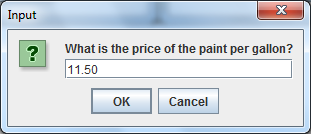 Input
What is the price of the paint per gallon?
11.50
OK Cancel